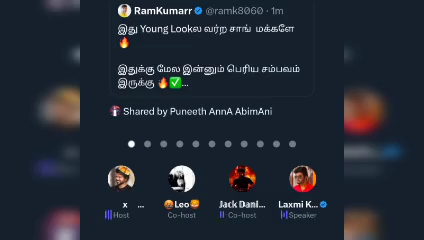 RamKumarr @ramk8060 · 1m
இது Young Lookல வர்ற சாங் மக்களே
🔥
இதுக்கு மேல இன்னும் பெரிய சம்பவம்
இருக்கு 🔥✅...
Shared by Puneeth AnnA AbimAni
x ... 😡Leo🥰 Jack Danl... Laxmi K...
Host Co-host Co-host Speaker